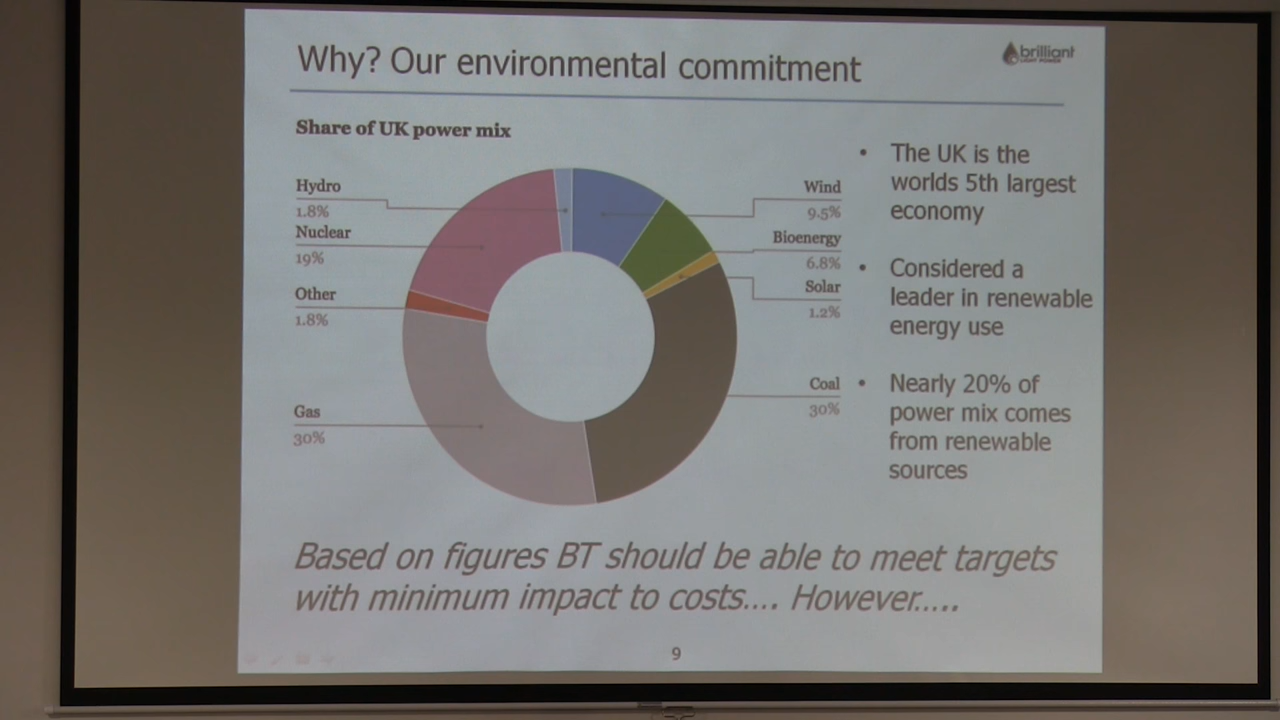 Why? Our environmental commitment
brilliant
LIGHT POWER
Share of UK power mix
Hydro
1.8%
Nuclear
19%
Other
1.8%
Gas
30%
Wind
9.5%
Bioenergy
6.8%
Solar
1.2%
Coal
30%
• The UK is the
worlds 5th largest
economy
• Considered a
leader in renewable
energy use
• Nearly 20% of
power mix comes
from renewable
sources
Based on figures BT should be able to meet targets
with minimum impact to costs.... However.....
9